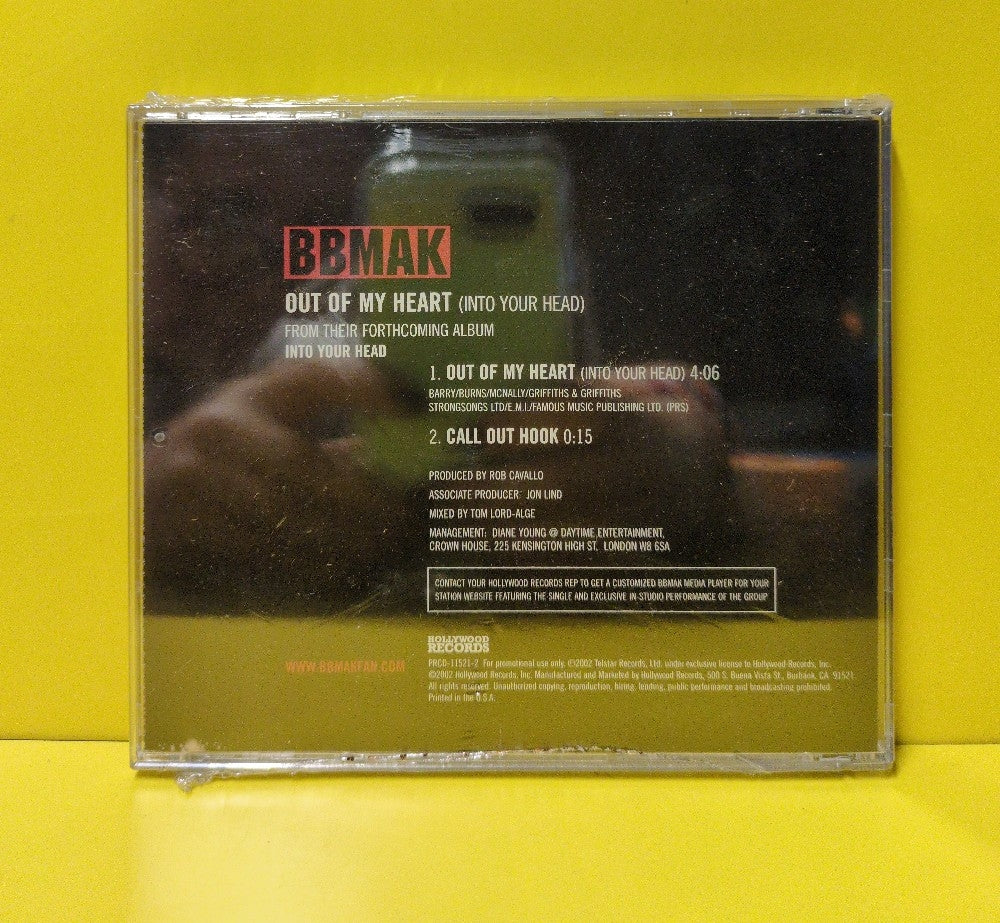 BBMAK
OUT OF MY HEART (INTO YOUR HEAD)
FROM THEIR FORTHCOMING ALBUM
INTO YOUR HEAD
1. OUT OF MY HEART (INTO YOUR HEAD) 4:06
BARRY/BURNS/MCNALLY/GRIFFITHS & GRIFFITHS
STRONGSONGS LTD/E.M.I./FAMOUS MUSIC PUBLISHING LTD. (PRS)
2. CALL OUT HOOK 0:15
PRODUCED BY ROB CAVALLO
ASSOCIATE PRODUCER: JON LIND
MIXED BY TOM LORD-ALGE
MANAGEMENT: DIANE YOUNG @ DAYTIME ENTERTAINMENT,
CROWN HOUSE, 225 KENSINGTON HIGH ST. LONDON W8 6SA
CONTACT YOUR HOLLYWOOD RECORDS REP TO GET A CUSTOMIZED BBMAK MEDIA PLAYER FOR YOUR
STATION WEBSITE FEATURING THE SINGLE AND EXCLUSIVE IN-STUDIO PERFORMANCE OF THE GROUP
HOLLYWOOD
RECORDS
WWW.BBMAKFAN.COM
PRCD-11521-2 For promotional use only. ℗2002 Telstar Records, Ltd. under exclusive license to Hollywood Records, Inc.
©2002 Hollywood Records, Inc. Manufactured and Marketed by Hollywood Records, 500 S. Buena Vista St., Burbank, CA 91521.
All rights reserved. Unauthorized copying, reproduction, hiring, lending, public performance and broadcasting prohibited.
Printed in the U.S.A.